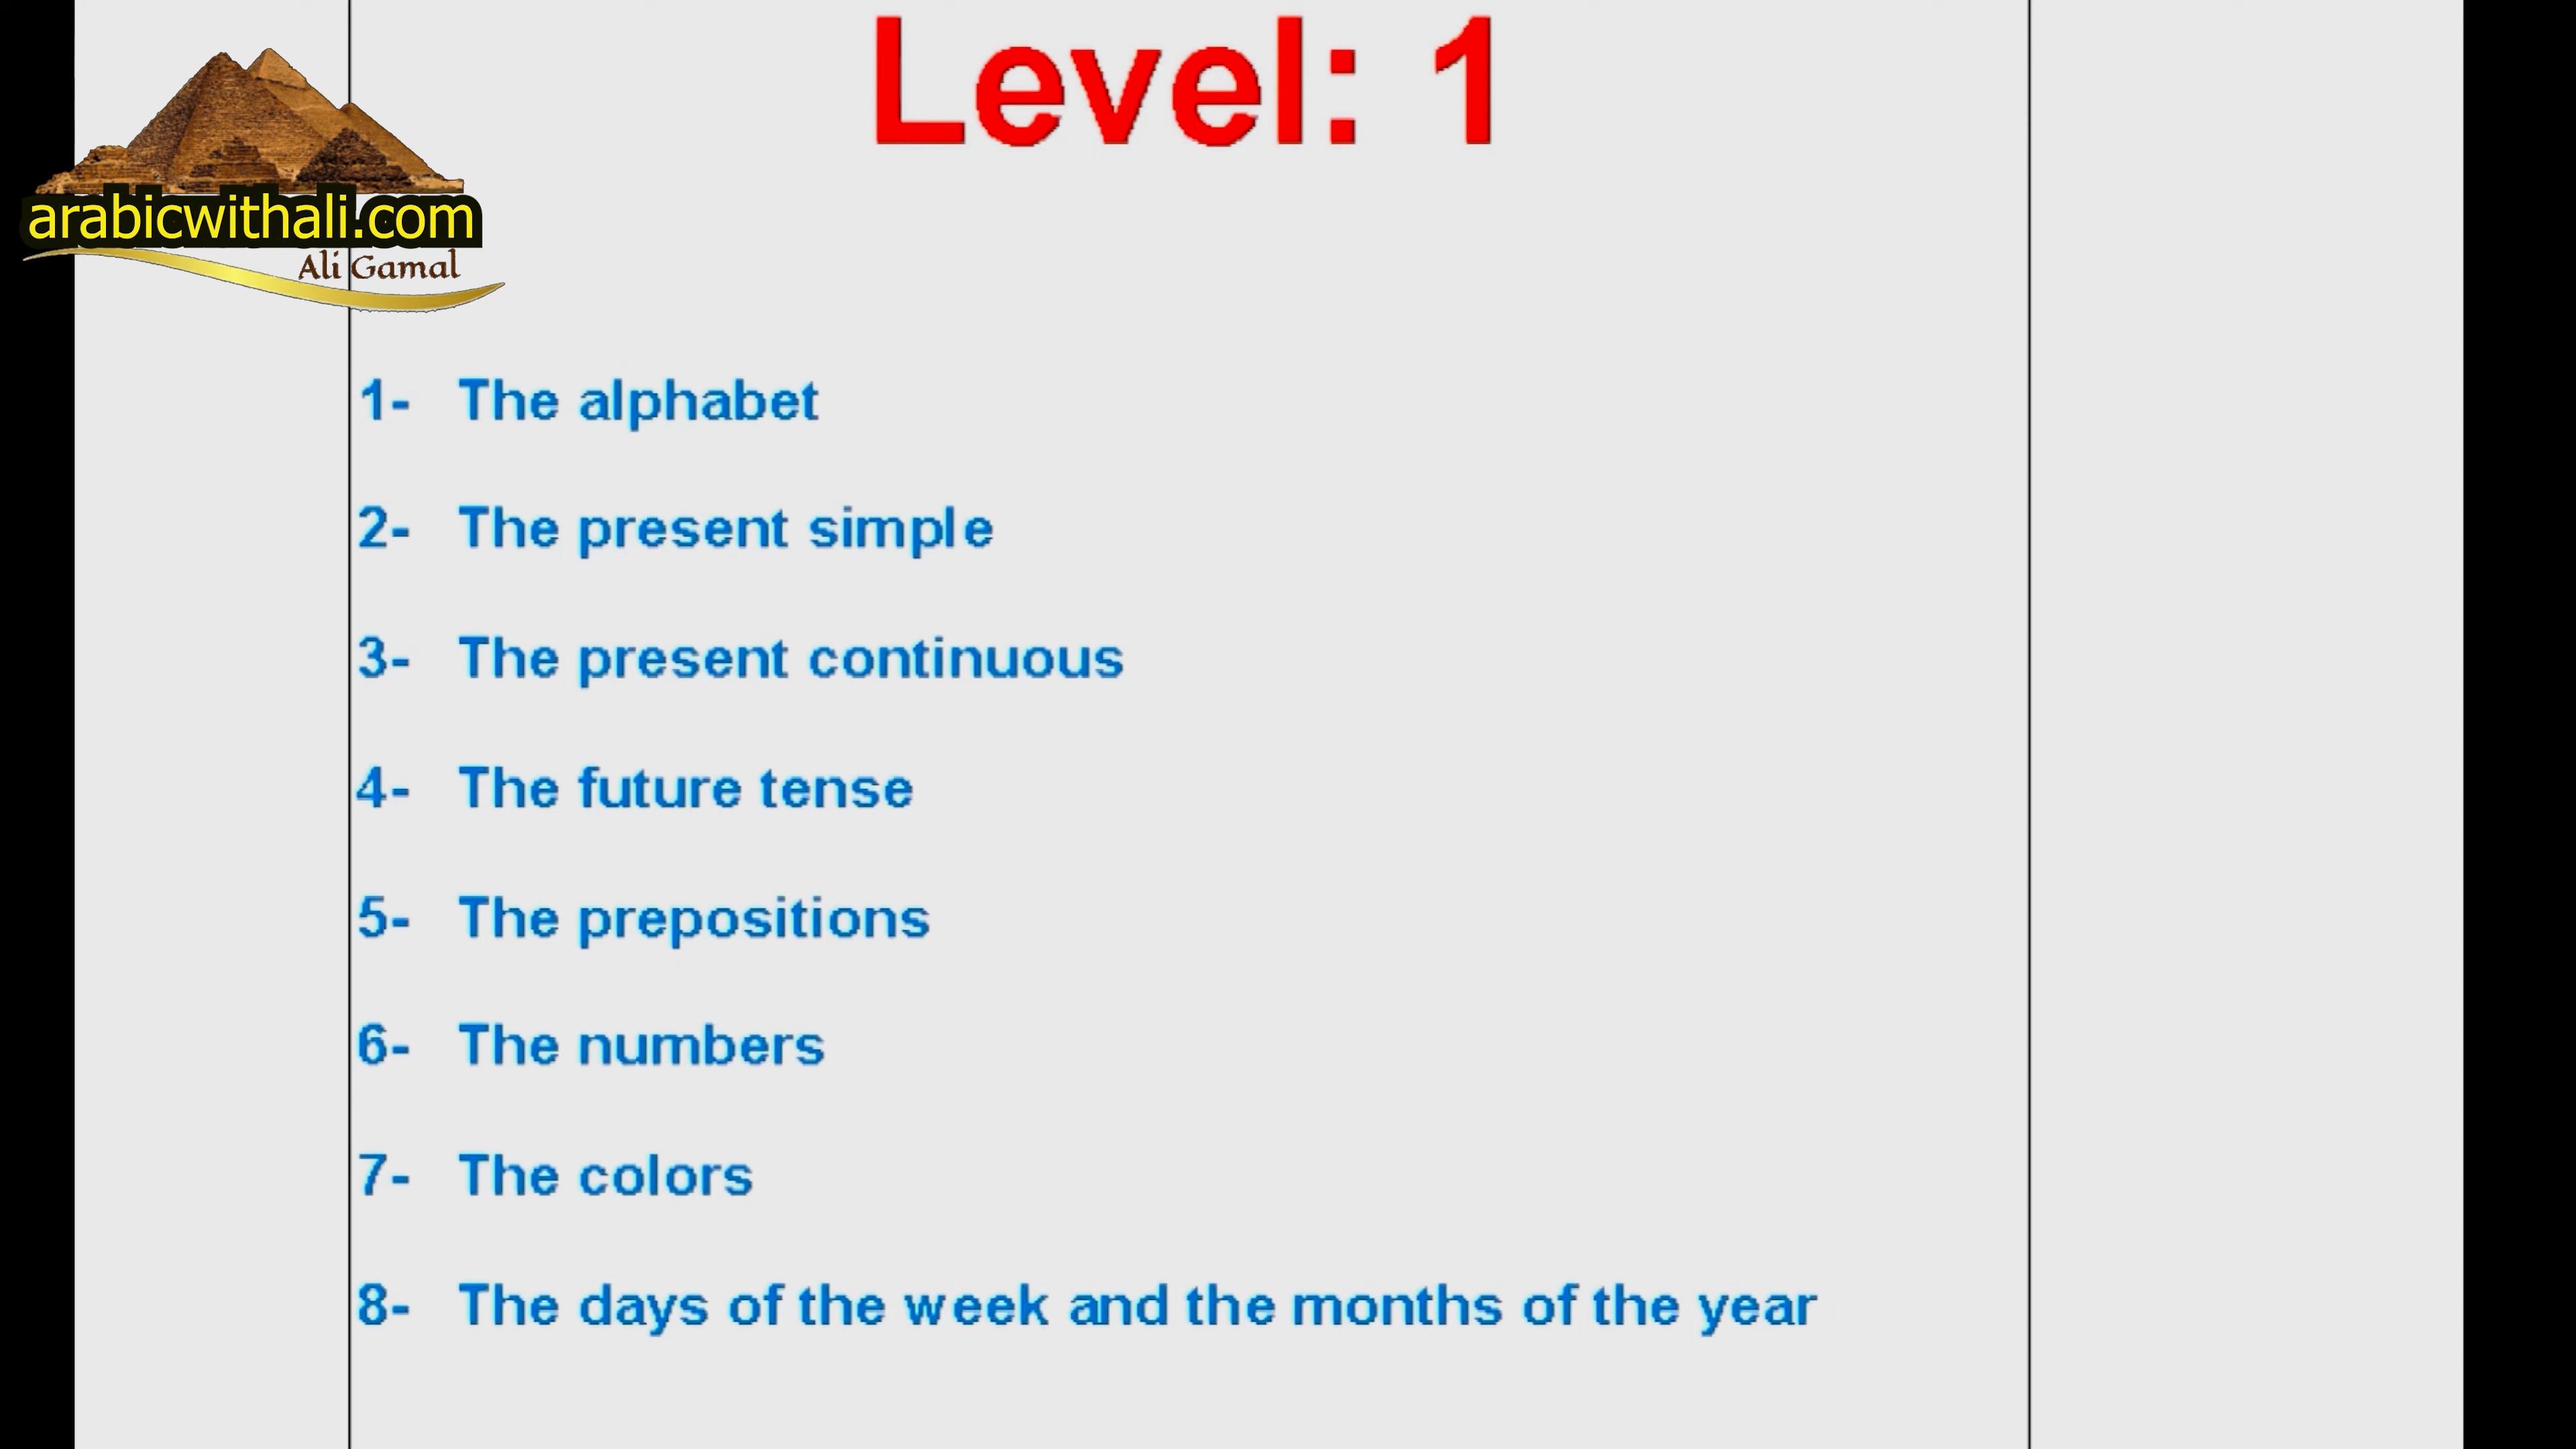 Level: 1
arabicwithali.com
Ali Gamal
1- The alphabet
2- The present simple
3- The present continuous
4- The future tense
5- The prepositions
6- The numbers
7- The colors
8- The days of the week and the months of the year